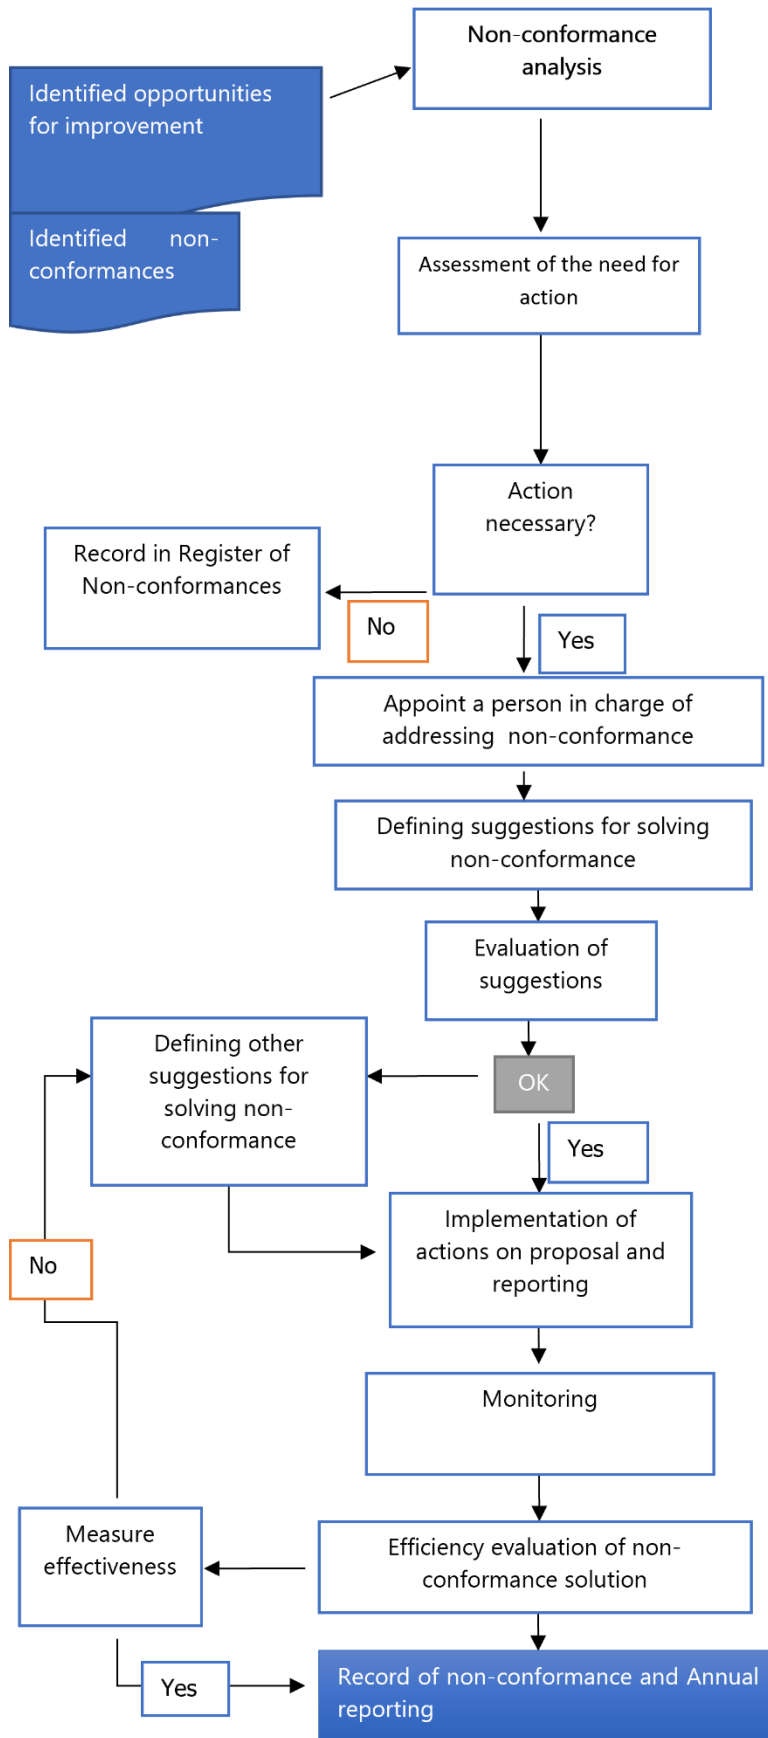 Non-conformance
analysis
Identified opportunities
for improvement
Identified non-
conformances
Assessment of the need for
action
Action
necessary?
Record in Register of
Non-conformances
No
Yes
Appoint a person in charge of
addressing non-conformance
Defining suggestions for solving
non-conformance
Evaluation of
suggestions
Defining other
suggestions for
solving non-
conformance
OK
Yes
Implementation of
actions on proposal and
reporting
No
Monitoring
Measure
effectiveness
Efficiency evaluation of non-
conformance solution
Yes
Record of non-conformance and Annual
reporting